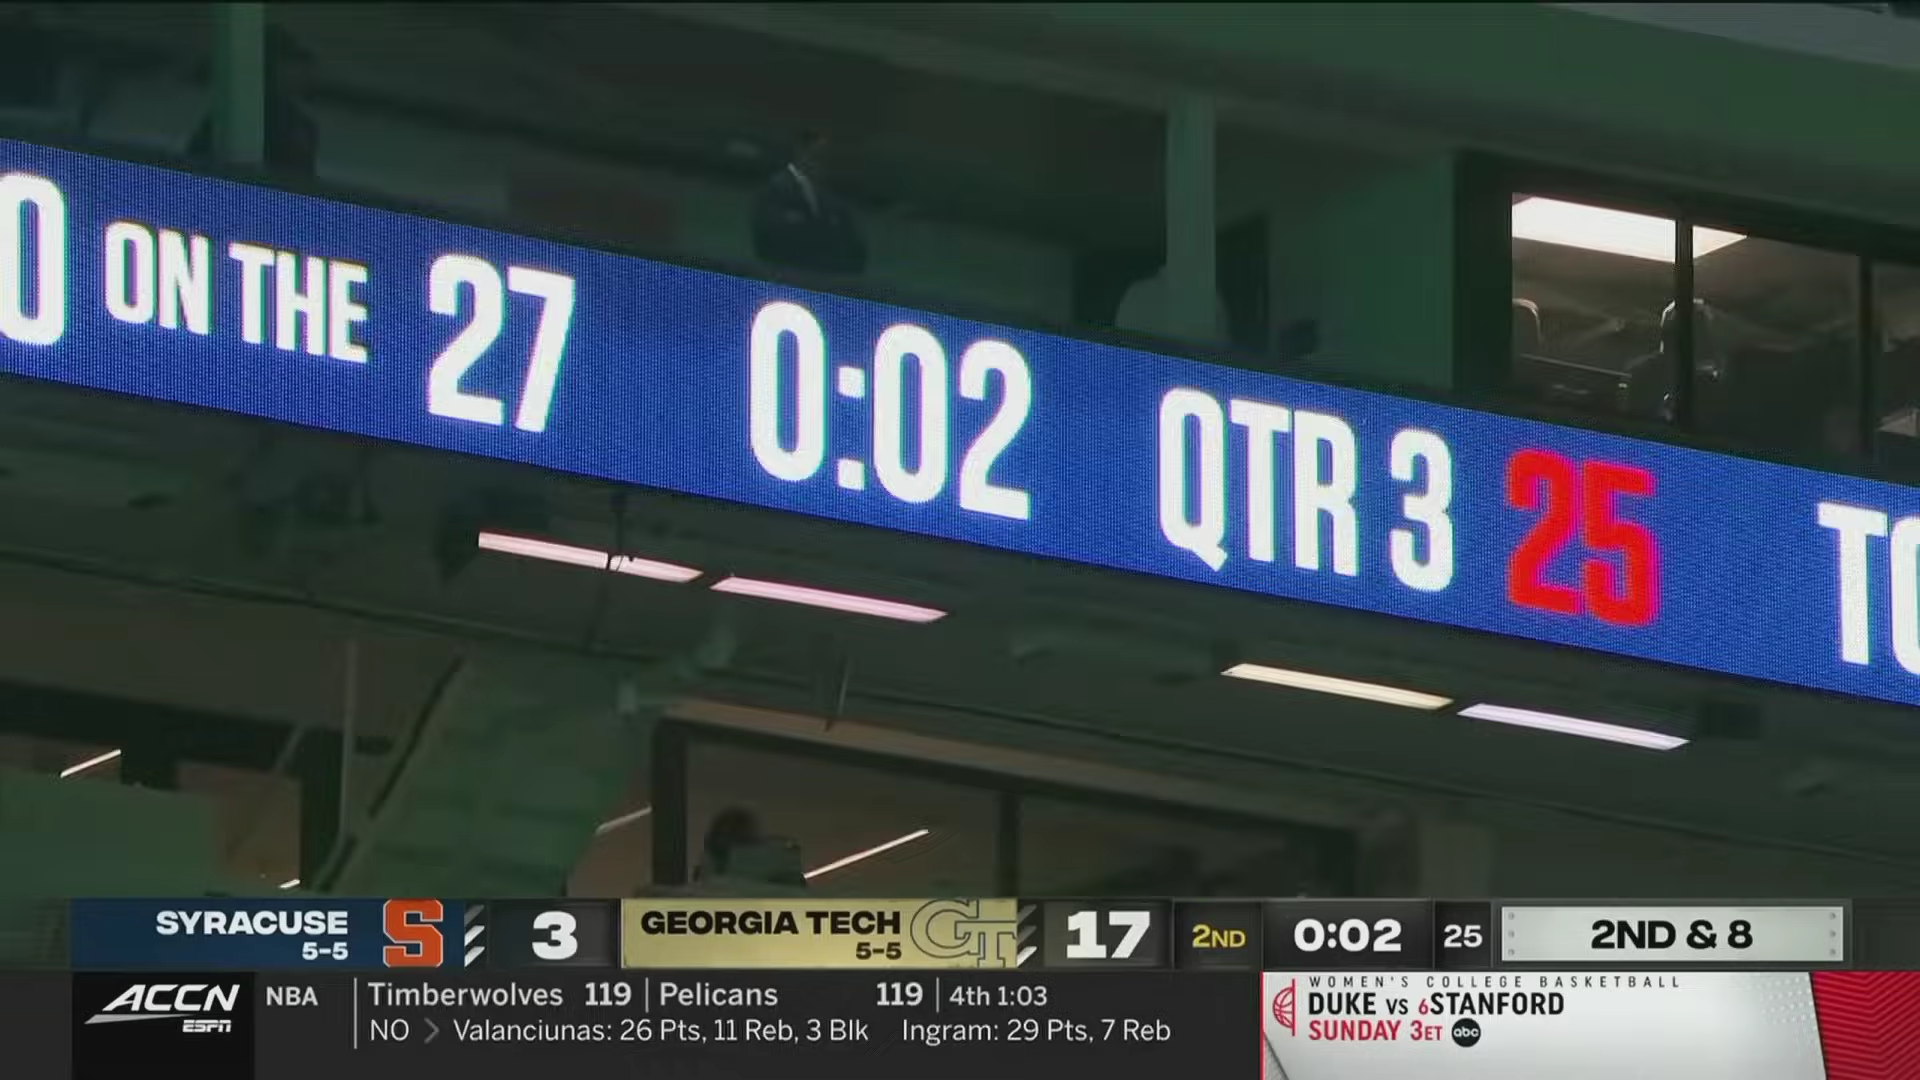 0 ON THE 27 0:02 QTR 3 25
SYRACUSE 5-5 S 3 GEORGIA TECH 5-5 GT 17 2ND 0:02 25 2ND & 8
ACCN ESPN
NBA
Timberwolves 119 Pelicans 119 4th 1:03
NO > Valanciunas: 26 Pts, 11 Reb, 3 Blk Ingram: 29 Pts, 7 Reb
WOMEN'S COLLEGE BASKETBALL
DUKE VS 6STANFORD
SUNDAY 3ET abc